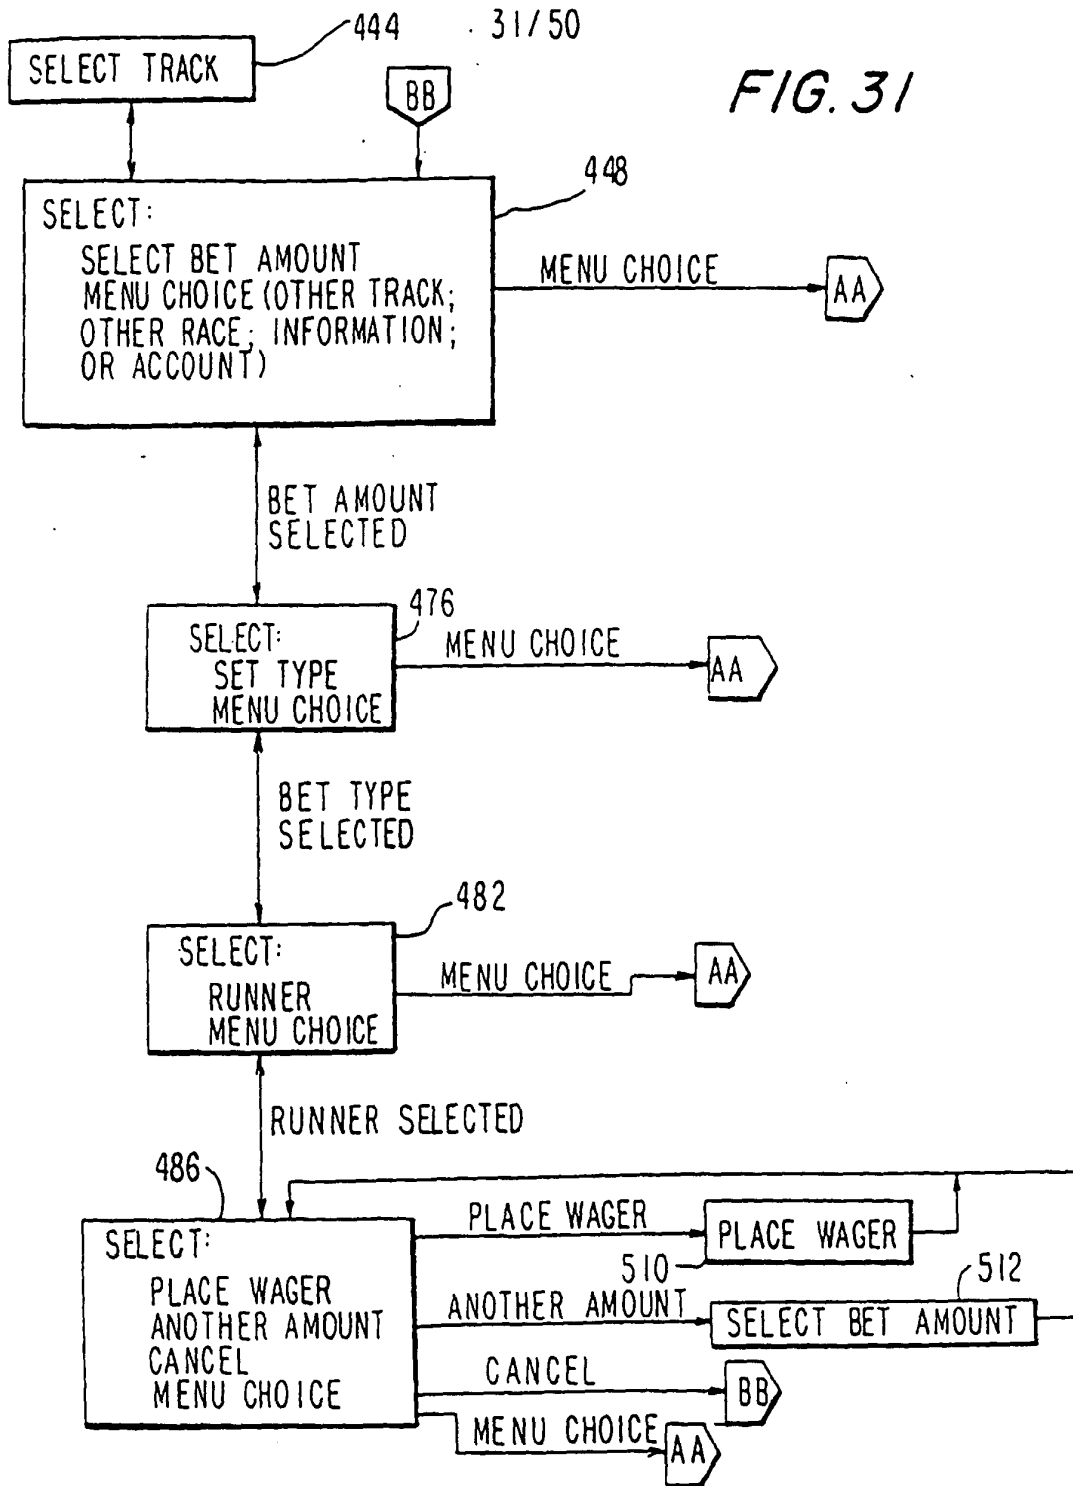 444
31/50
SELECT TRACK
BB
FIG. 31
448
SELECT:
SELECT BET AMOUNT
MENU CHOICE (OTHER TRACK;
OTHER RACE; INFORMATION;
OR ACCOUNT)
MENU CHOICE
AA
BET AMOUNT
SELECTED
476
SELECT:
SET TYPE
MENU CHOICE
MENU CHOICE
AA
BET TYPE
SELECTED
482
SELECT:
RUNNER
MENU CHOICE
MENU CHOICE
AA
RUNNER SELECTED
486
SELECT:
PLACE WAGER
ANOTHER AMOUNT
CANCEL
MENU CHOICE
PLACE WAGER
PLACE WAGER
510
512
ANOTHER AMOUNT
SELECT BET AMOUNT
CANCEL
BB
MENU CHOICE
AA